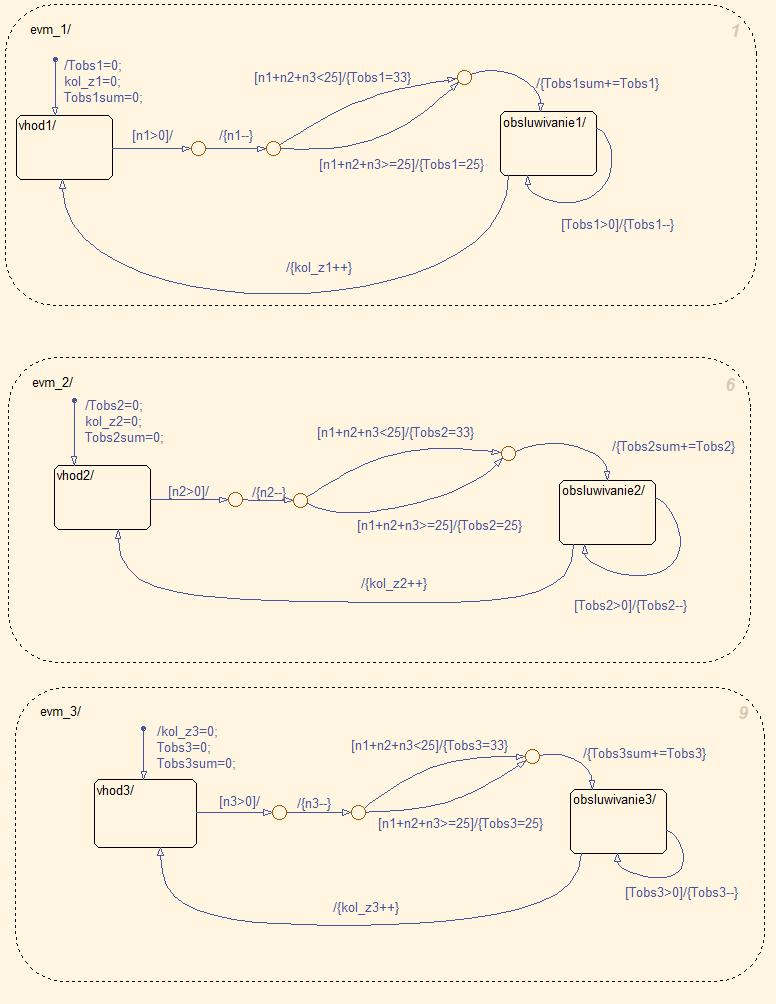 evm_1/
1
/Tobs1=0;
kol_z1=0;
Tobs1sum=0;
vhod1/
[n1>0]/
/{n1--}
[n1+n2+n3<25]/{Tobs1=33}
[n1+n2+n3>=25]/{Tobs1=25}
/{Tobs1sum+=Tobs1}
obsluwivanie1/
[Tobs1>0]/{Tobs1--}
/{kol_z1++}
evm_2/
6
/Tobs2=0;
kol_z2=0;
Tobs2sum=0;
vhod2/
[n2>0]/
/{n2--}
[n1+n2+n3<25]/{Tobs2=33}
[n1+n2+n3>=25]/{Tobs2=25}
/{Tobs2sum+=Tobs2}
obsluwivanie2/
[Tobs2>0]/{Tobs2--}
/{kol_z2++}
evm_3/
9
/kol_z3=0;
Tobs3=0;
Tobs3sum=0;
vhod3/
[n3>0]/
/{n3--}
[n1+n2+n3<25]/{Tobs3=33}
[n1+n2+n3>=25]/{Tobs3=25}
/{Tobs3sum+=Tobs3}
obsluwivanie3/
[Tobs3>0]/{Tobs3--}
/{kol_z3++}